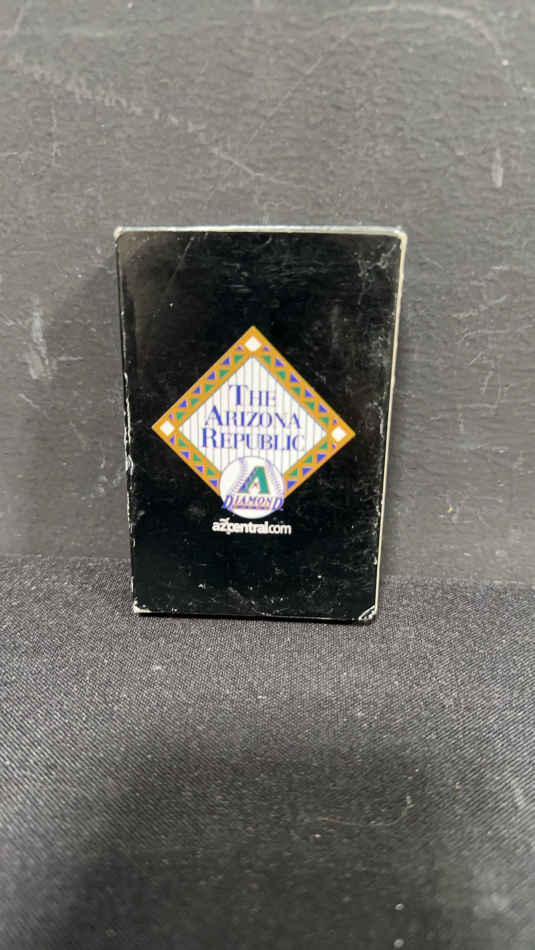 THE
ARIZONA
REPUBLIC
A
DIAMOND
azcentral.com